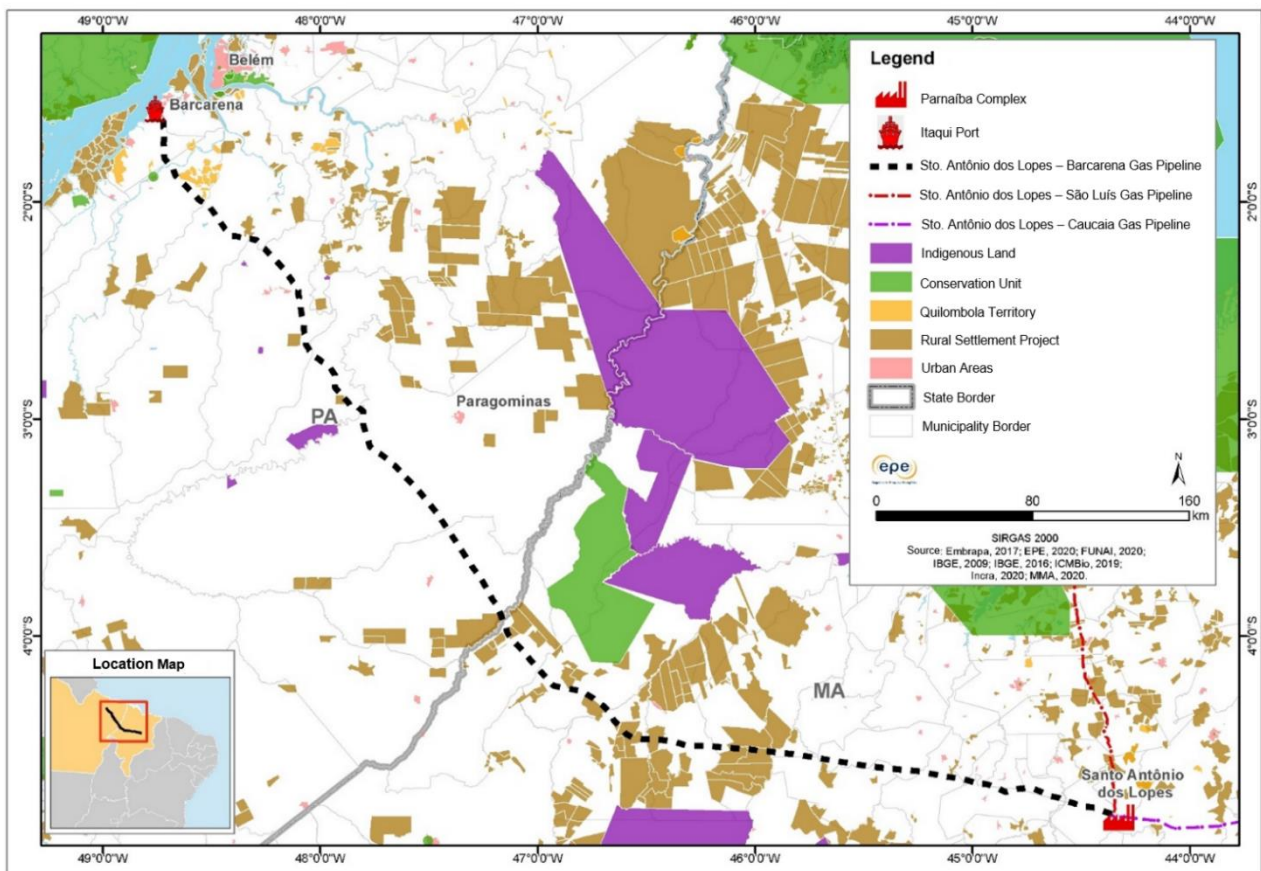 49°0'0"W
48°0'0"W
47°0'0"W
46°0'0"W
45°0'0"W
44°0'0"W
Belém
Barcarena
2°0'0"S
2°0'0"S
Paragominas
PA
3°0'0"S
3°0'0"S
4°0'0"S
4°0'0"S
MA
Santo Antônio
dos Lopes
Legend
Parnaíba Complex
Itaqui Port
Sto. Antônio dos Lopes – Barcarena Gas Pipeline
Sto. Antônio dos Lopes – São Luís Gas Pipeline
Sto. Antônio dos Lopes – Caucaia Gas Pipeline
Indigenous Land
Conservation Unit
Quilombola Territory
Rural Settlement Project
Urban Areas
State Border
Municipality Border
epe
N
0 80 160
km
SIRGAS 2000
Source: Embrapa, 2017; EPE, 2020; FUNAI, 2020;
IBGE, 2009; IBGE, 2016; ICMBio, 2019;
Incra, 2020; MMA, 2020.
Location Map
49°0'0"W
48°0'0"W
47°0'0"W
46°0'0"W
45°0'0"W
44°0'0"W